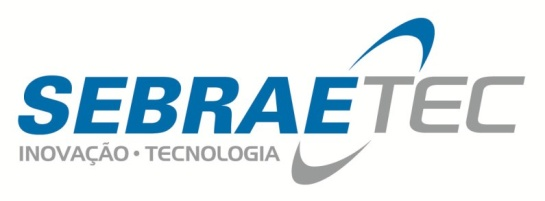 SEBRAETEC
INOVAÇÃO • TECNOLOGIA